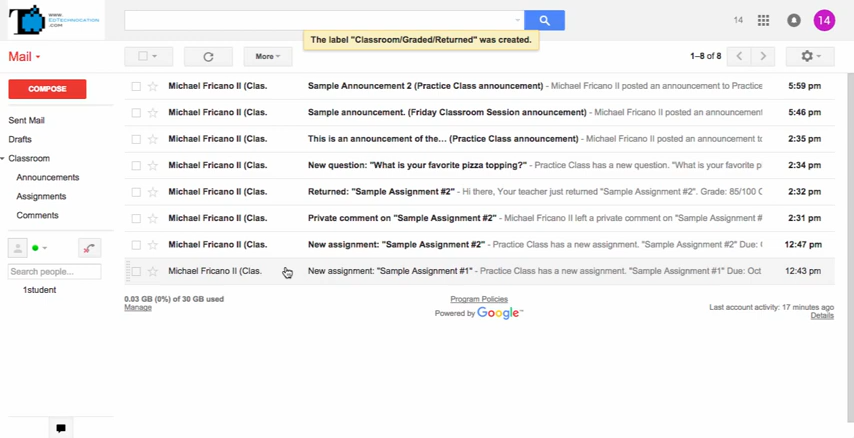 WWW.
EDTECHNOCATION
.COM
14
14
The label "Classroom/Graded/Returned" was created.
Mail
More
1–8 of 8
COMPOSE
Sent Mail
Drafts
Classroom
Announcements
Assignments
Comments
Search people...
1student
Michael Fricano II (Clas. Sample Announcement 2 (Practice Class announcement) - Michael Fricano II posted an announcement to Practice 5:59 pm
Michael Fricano II (Clas. Sample announcement. (Friday Classroom Session announcement) - Michael Fricano II posted an announcement 5:46 pm
Michael Fricano II (Clas. This is an announcement of the... (Practice Class announcement) - Michael Fricano II posted an announcement to 2:35 pm
Michael Fricano II (Clas. New question: "What is your favorite pizza topping?" - Practice Class has a new question. "What is your favorite p 2:34 pm
Michael Fricano II (Clas. Returned: "Sample Assignment #2" - Hi there, Your teacher just returned "Sample Assignment #2". Grade: 85/100 2:32 pm
Michael Fricano II (Clas. Private comment on "Sample Assignment #2" - Michael Fricano II left a private comment on "Sample Assignment # 2:31 pm
Michael Fricano II (Clas. New assignment: "Sample Assignment #2" - Practice Class has a new assignment. "Sample Assignment #2" Due: 12:47 pm
Michael Fricano II (Clas. New assignment: "Sample Assignment #1" - Practice Class has a new assignment. "Sample Assignment #1" Due: Oct 12:43 pm
0.03 GB (0%) of 30 GB used
Manage
Program Policies
Powered by Google™
Last account activity: 17 minutes ago
Details